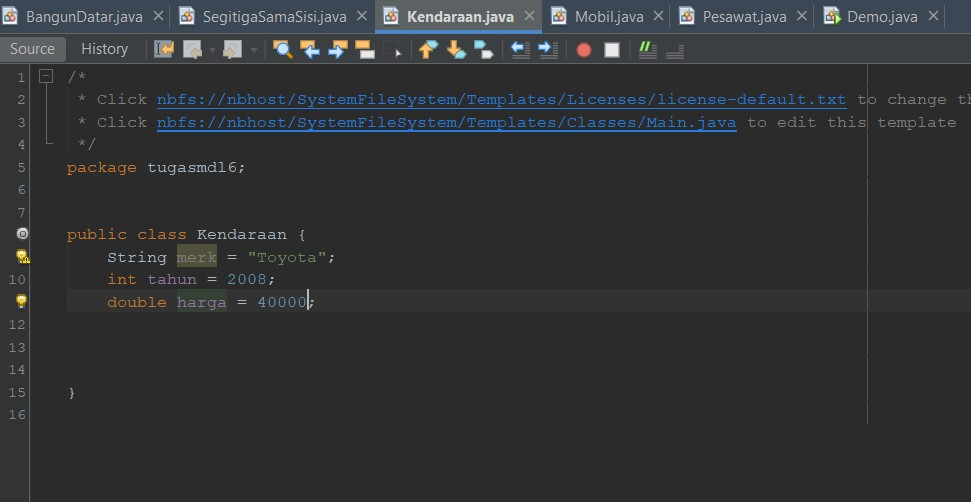 BangunDatar.java SegitigaSamaSisi.java Kendaraan.java Mobil.java Pesawat.java Demo.java
Source History
1 /*
2 * Click nbfs://nbhost/SystemFileSystem/Templates/Licenses/license-default.txt to change th
3 * Click nbfs://nbhost/SystemFileSystem/Templates/Classes/Main.java to edit this template
4 */
5 package tugasmdl6;
6
7
public class Kendaraan {
String merk = "Toyota";
10 int tahun = 2008;
double harga = 40000;
12
13
14
15 }
16